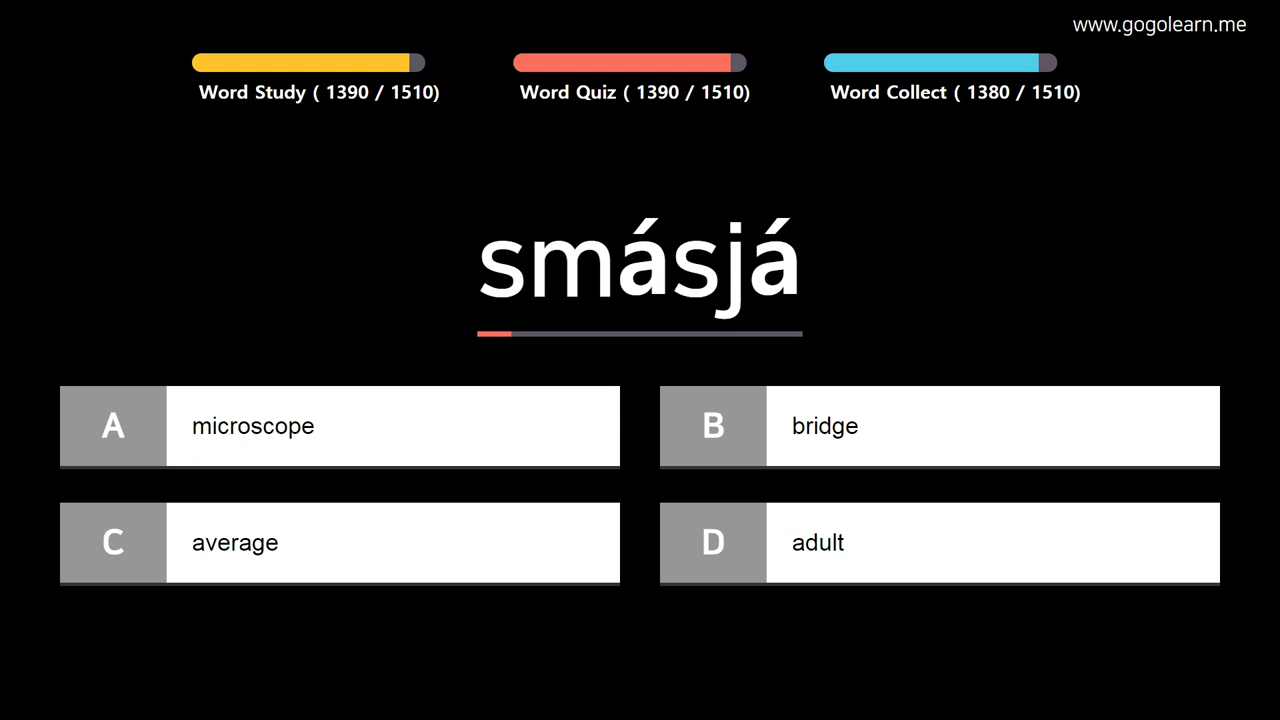 www.gogolearn.me
Word Study ( 1390 / 1510)
Word Quiz ( 1390 / 1510)
Word Collect ( 1380 / 1510)
smásjá
A microscope
B bridge
C average
D adult